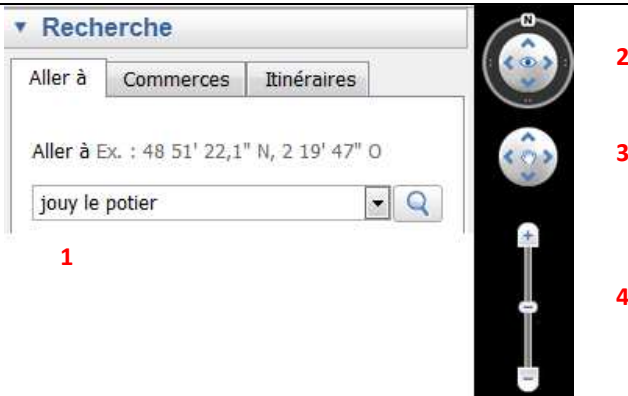 Recherche
Aller à Commerces Itinéraires
Aller à Ex. : 48 51' 22,1" N, 2 19' 47" O
jouy le potier
1
N
2
3
4